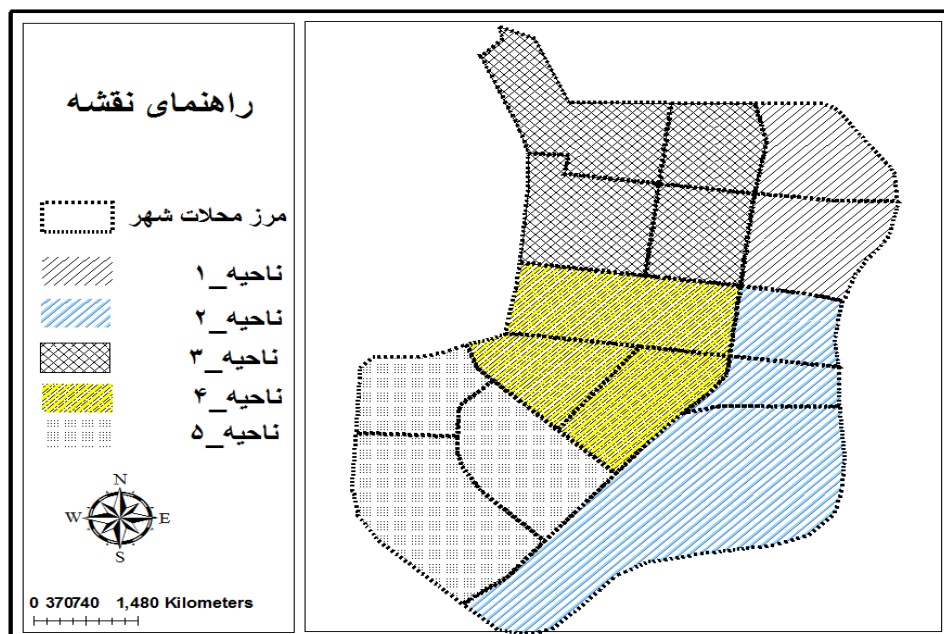 راهنمای نقشه
مرز محلات شهر
ناحیه_۱
ناحیه_۲
ناحیه_۳
ناحیه_۴
ناحیه_۵
N
W E
S
0 370740 1,480 Kilometers